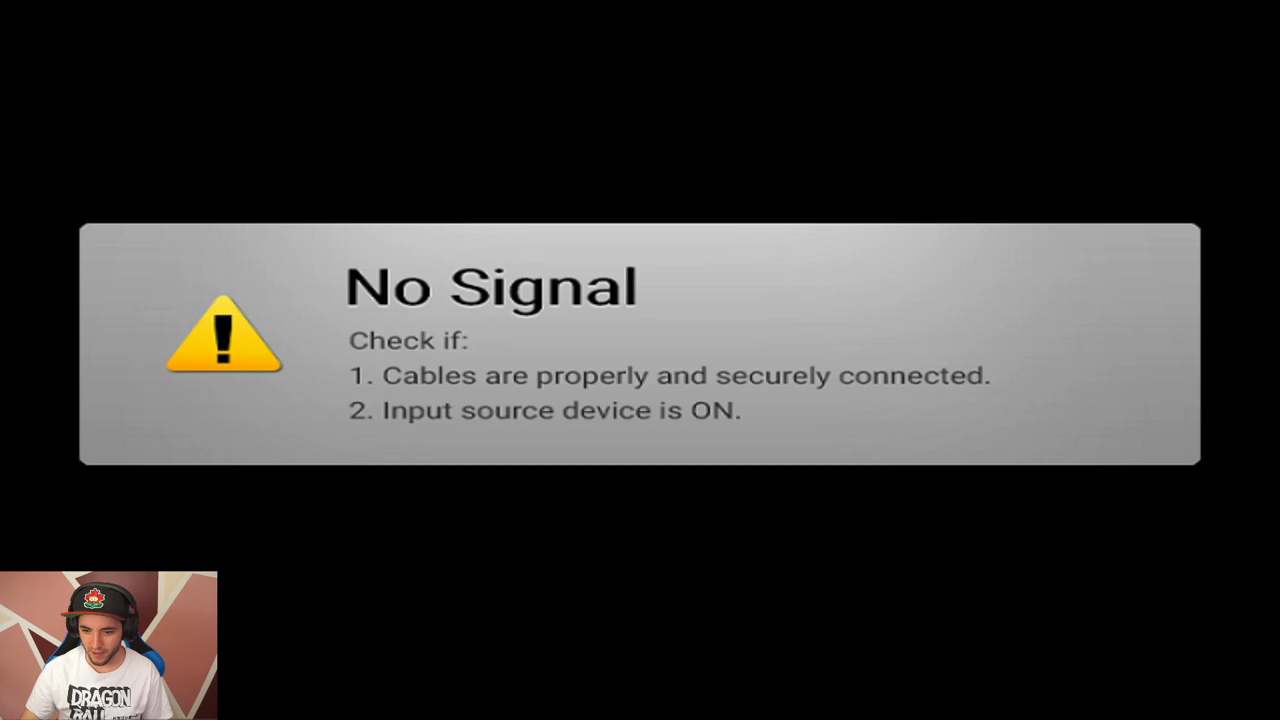 No Signal
Check if:
1. Cables are properly and securely connected.
2. Input source device is ON.
DRAGON
BALL